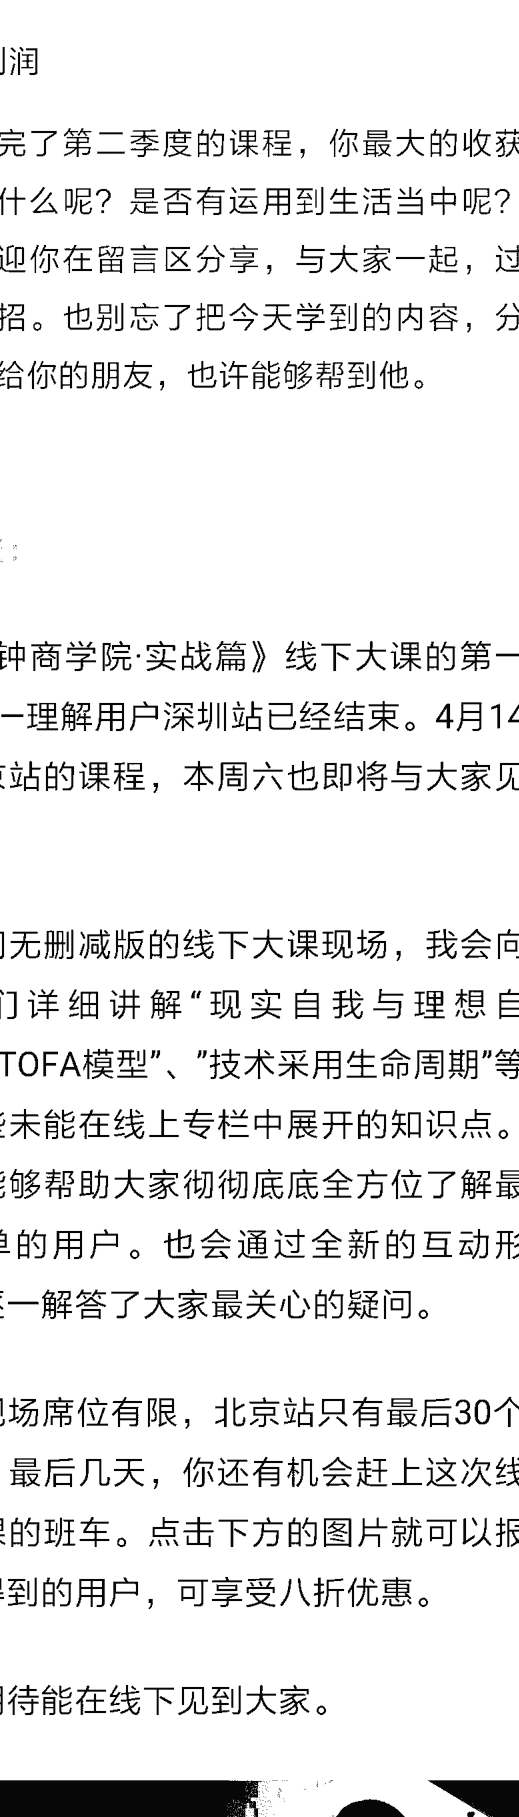 润
完了第二季度的课程，你最大的收获
什么呢？是否有运用到生活当中呢？
迎你在留言区分享，与大家一起，过
招。也别忘了把今天学到的内容，分
给你的朋友，也许能够帮到他。
钟商学院·实战篇》线下大课的第一
—理解用户深圳站已经结束。4月14
站的课程，本周六也即将与大家见
无删减版的线下大课现场，我会向
们详细讲解“现实自我与理想自
TOFA模型”、”技术采用生命周期”等
未能在线上专栏中展开的知识点。
够帮助大家彻彻底底全方位了解最
单的用户。也会通过全新的互动形
一解答了大家最关心的疑问。
场席位有限，北京站只有最后30个
最后几天，你还有机会赶上这次线
的班车。点击下方的图片就可以报
到的用户，可享受八折优惠。
待能在线下见到大家。